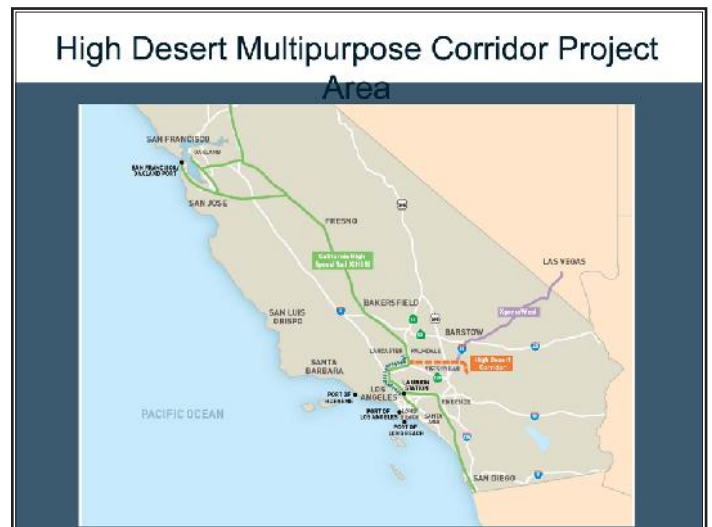 High Desert Multipurpose Corridor Project
Area
SAN FRANCISCO
OAKLAND
SAN FRANCISCO/
OAKLAND PORT
SAN JOSE
FRESNO
California High
Speed Rail
LAS VEGAS
XpressWest
BAKERSFIELD
SAN LUIS
OBISPO
BARSTOW
LANCASTER
PALMDALE
VICTORVILLE
High Desert
Corridor
SANTA
BARBARA
LOS
ANGELES
LA UNION
STATION
PORT OF
HUENEME
PORT OF
LOS ANGELES
LONG
BEACH
PORT OF
LONG BEACH
SANTA
ANA
PACIFIC OCEAN
SAN DIEGO